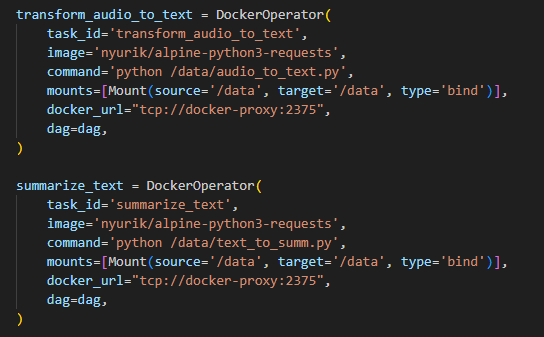 transform_audio_to_text = DockerOperator(
    task_id='transform_audio_to_text',
    image='nyurik/alpine-python3-requests',
    command='python /data/audio_to_text.py',
    mounts=[Mount(source='/data', target='/data', type='bind')],
    docker_url="tcp://docker-proxy:2375",
    dag=dag,
)

summarize_text = DockerOperator(
    task_id='summarize_text',
    image='nyurik/alpine-python3-requests',
    command='python /data/text_to_summ.py',
    mounts=[Mount(source='/data', target='/data', type='bind')],
    docker_url="tcp://docker-proxy:2375",
    dag=dag,
)